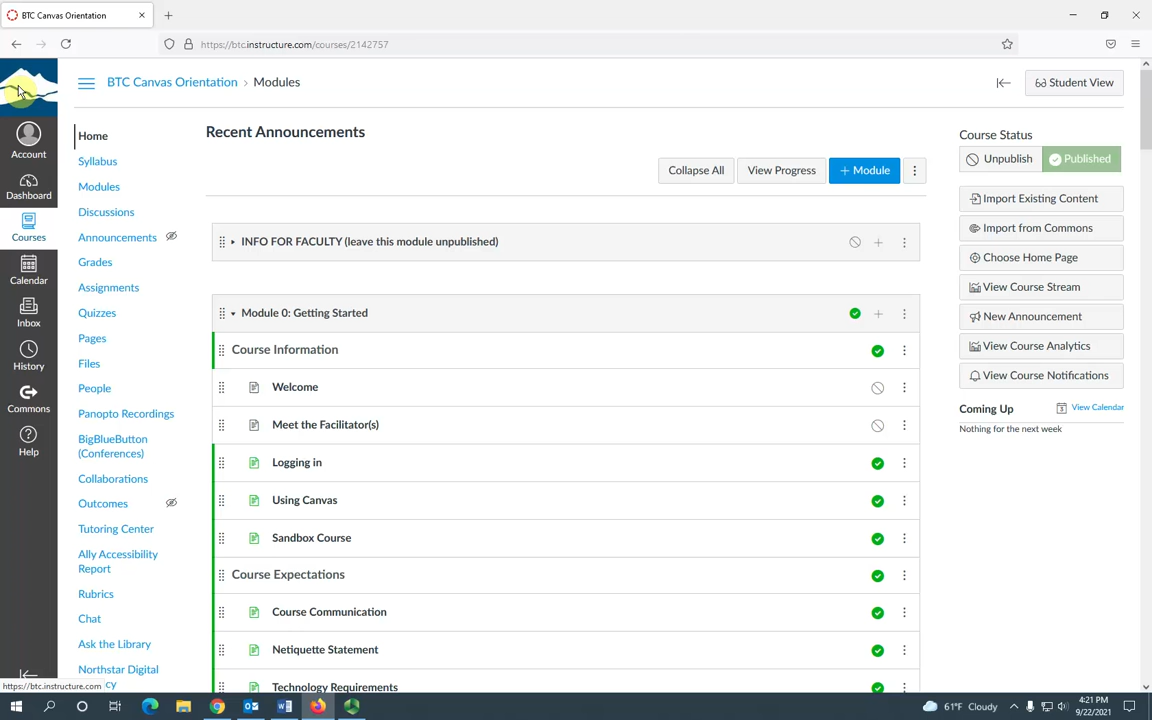 BTC Canvas Orientation
https://btc.instructure.com/courses/2142757
BTC Canvas Orientation › Modules
Student View
Account
Dashboard
Courses
Calendar
Inbox
History
Commons
Help
Home
Syllabus
Modules
Discussions
Announcements
Grades
Assignments
Quizzes
Pages
Files
People
Panopto Recordings
BigBlueButton
(Conferences)
Collaborations
Outcomes
Tutoring Center
Ally Accessibility
Report
Rubrics
Chat
Ask the Library
Northstar Digital
cy
https://btc.instructure.com
Recent Announcements
Collapse All
View Progress
+ Module
INFO FOR FACULTY (leave this module unpublished)
Module 0: Getting Started
Course Information
Welcome
Meet the Facilitator(s)
Logging in
Using Canvas
Sandbox Course
Course Expectations
Course Communication
Netiquette Statement
Technology Requirements
Course Status
Unpublish
Published
Import Existing Content
Import from Commons
Choose Home Page
View Course Stream
New Announcement
View Course Analytics
View Course Notifications
Coming Up
View Calendar
Nothing for the next week
61°F Cloudy
4:21 PM
9/22/2021